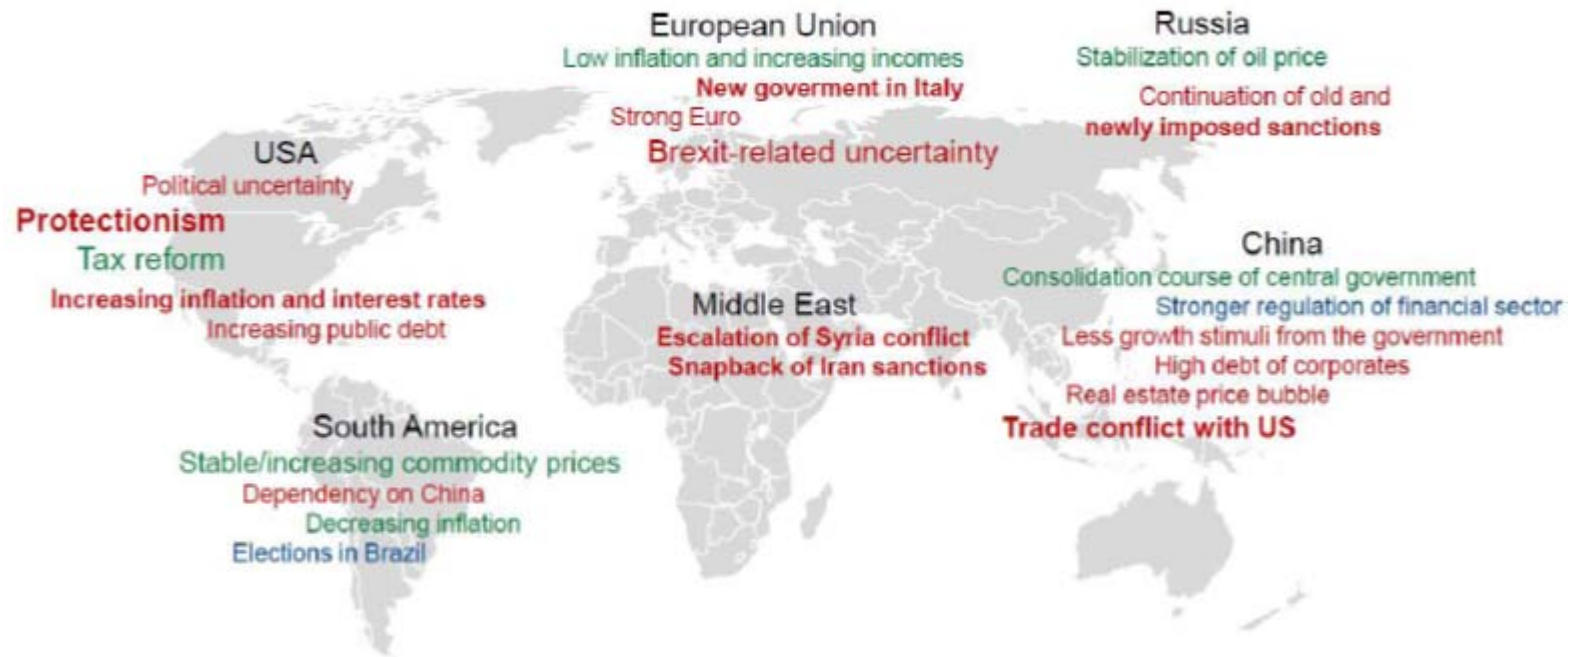 European Union
Low inflation and increasing incomes
New goverment in Italy
Strong Euro
Brexit-related uncertainty
Russia
Stabilization of oil price
Continuation of old and
newly imposed sanctions
USA
Political uncertainty
Protectionism
Tax reform
Increasing inflation and interest rates
Increasing public debt
Middle East
Escalation of Syria conflict
Snapback of Iran sanctions
China
Consolidation course of central government
Stronger regulation of financial sector
Less growth stimuli from the government
High debt of corporates
Real estate price bubble
Trade conflict with US
South America
Stable/increasing commodity prices
Dependency on China
Decreasing inflation
Elections in Brazil